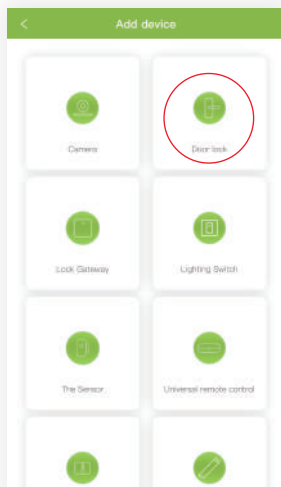 Add device
Camera
Door lock
Lock Gateway
Lighting Switch
The Sensor
Universal remote control